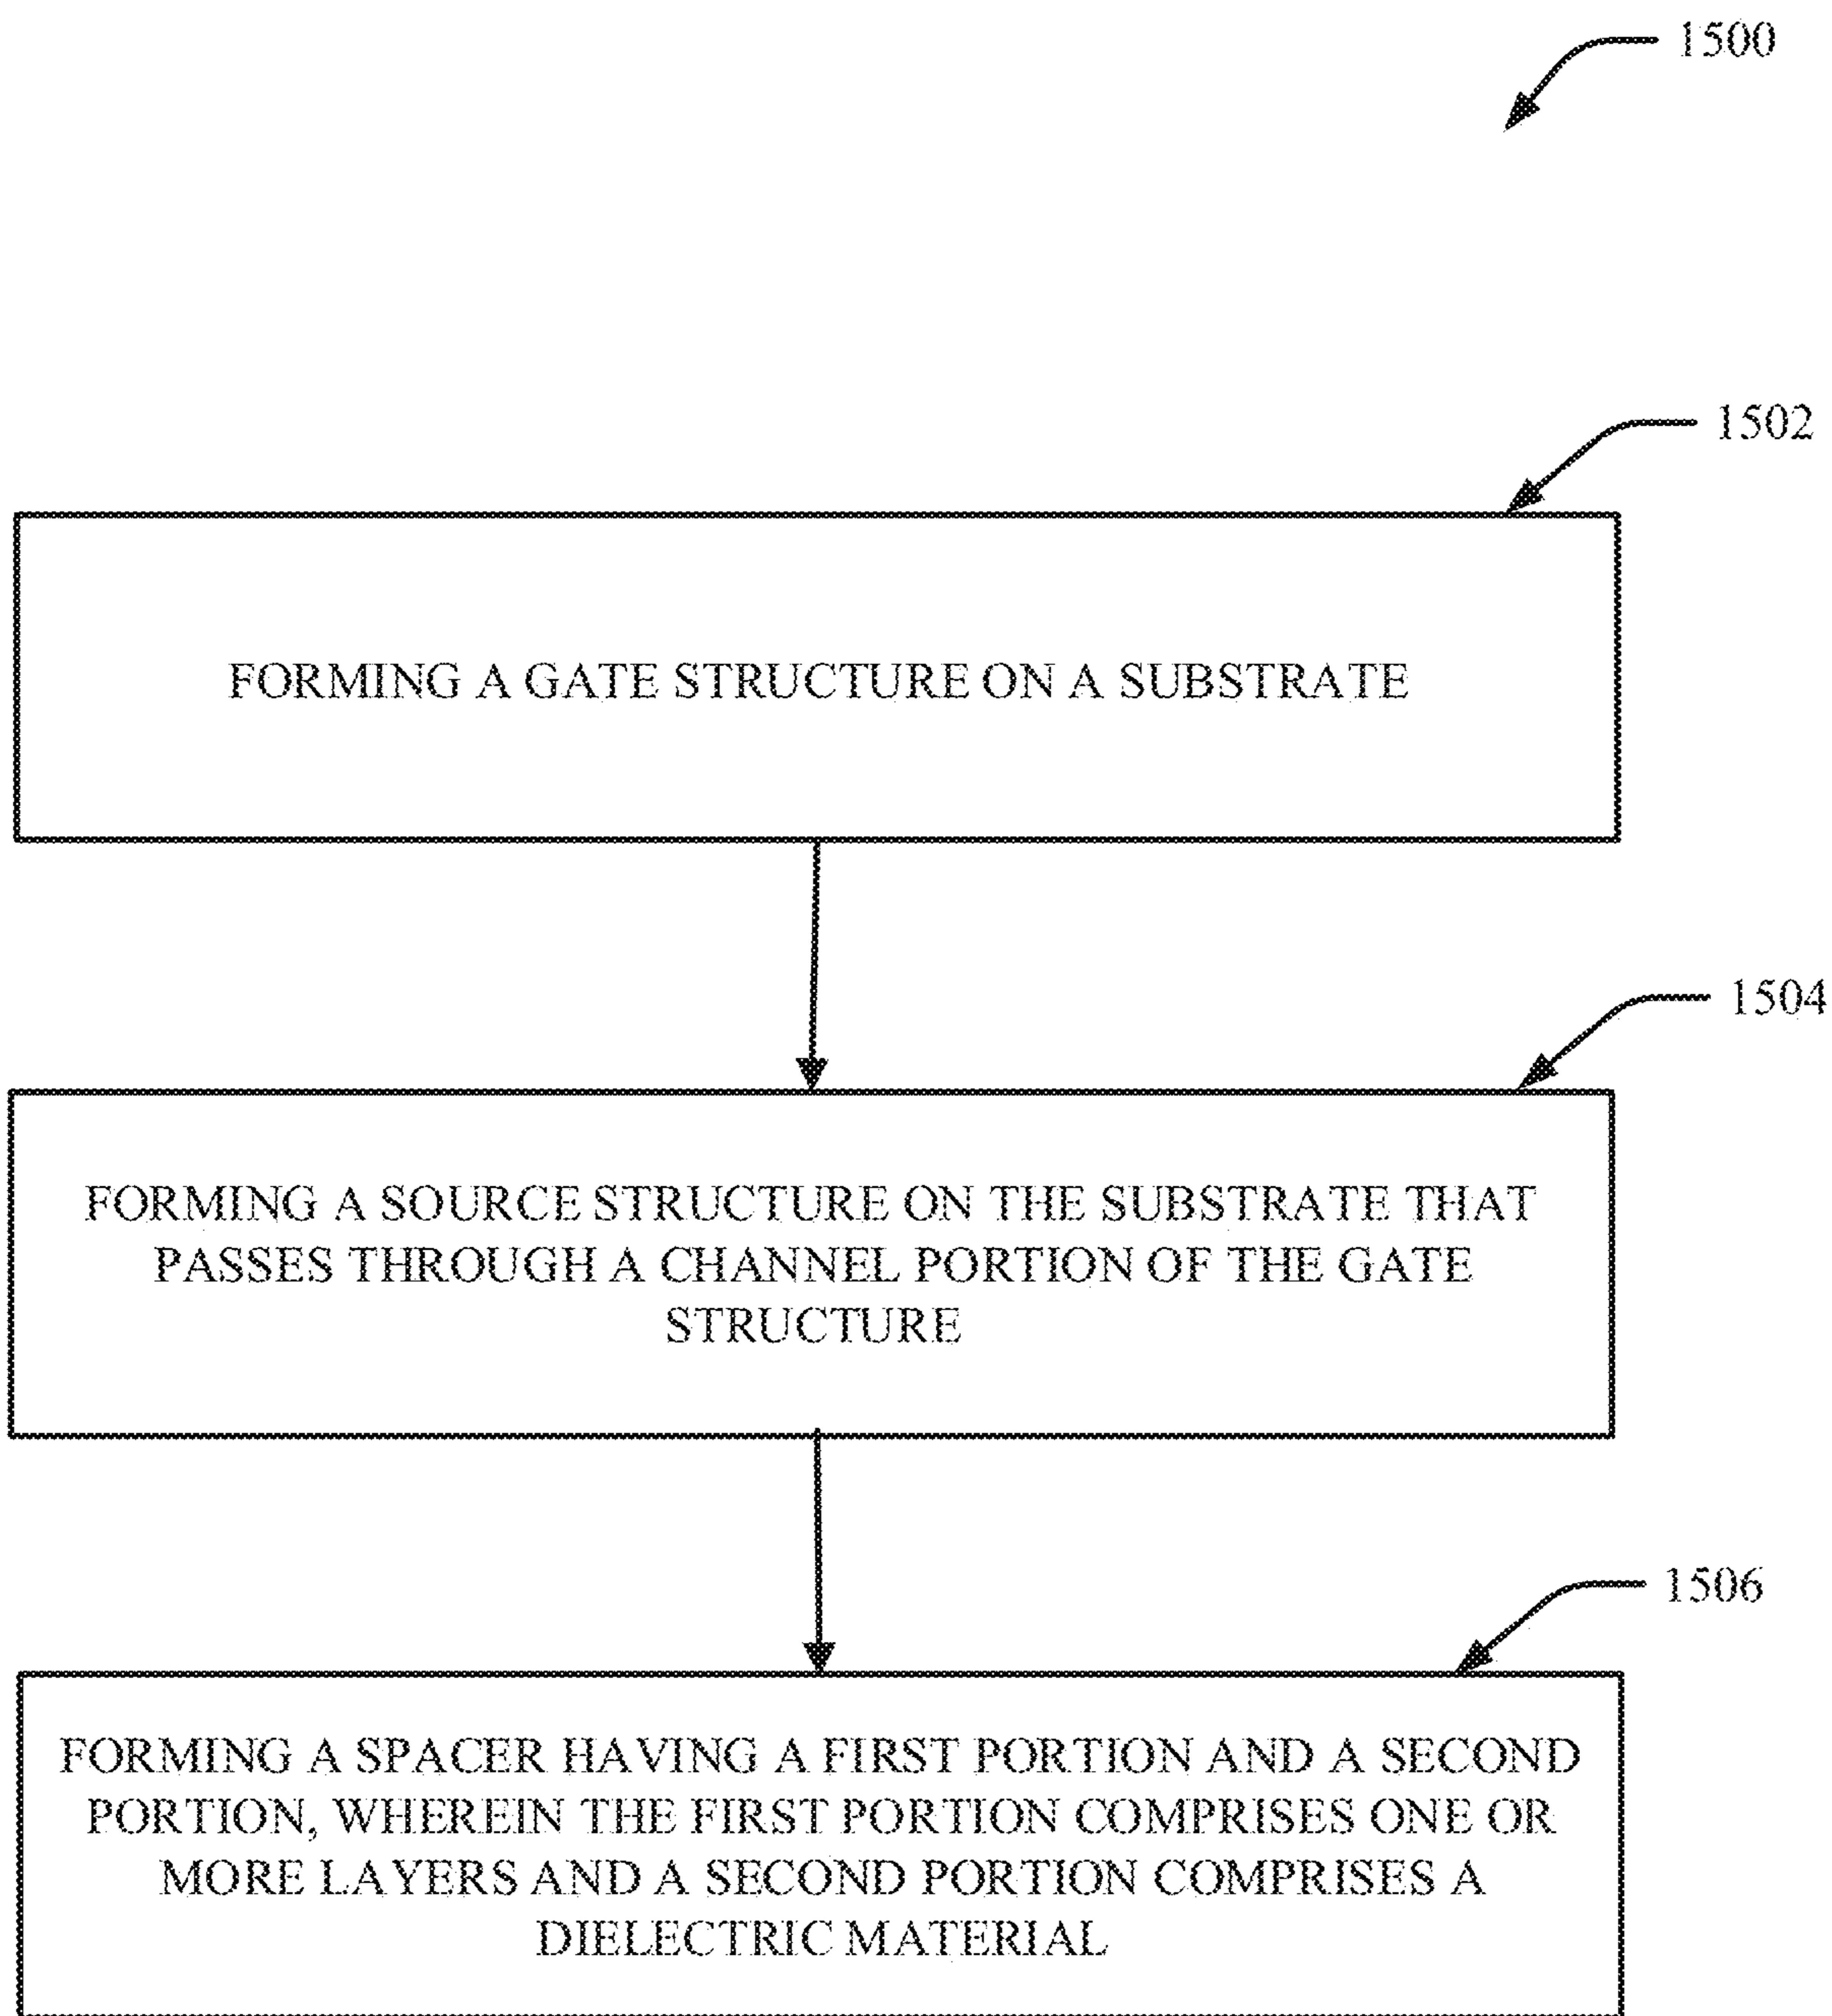 1500
1502
FORMING A GATE STRUCTURE ON A SUBSTRATE
1504
FORMING A SOURCE STRUCTURE ON THE SUBSTRATE THAT
PASSES THROUGH A CHANNEL PORTION OF THE GATE
STRUCTURE
1506
FORMING A SPACER HAVING A FIRST PORTION AND A SECOND
PORTION, WHEREIN THE FIRST PORTION COMPRISES ONE OR
MORE LAYERS AND A SECOND PORTION COMPRISES A
DIELECTRIC MATERIAL